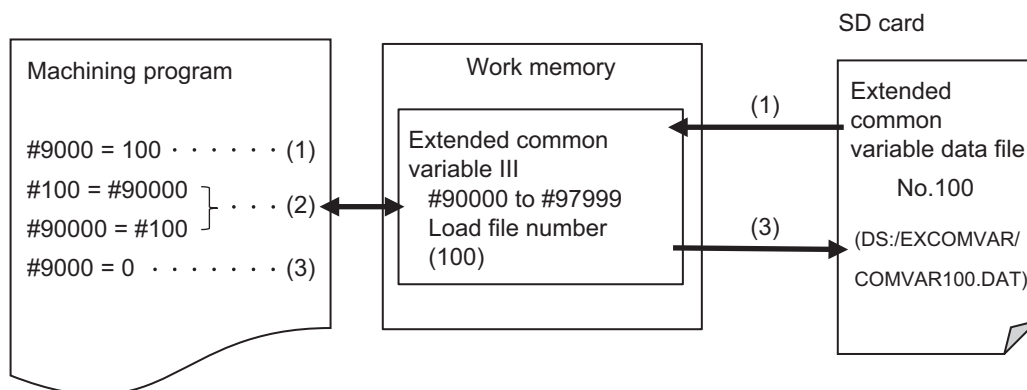 SD card
Machining program
#9000 = 100 · · · · · · (1)
#100 = #90000
#90000 = #100
· · · · (2)
#9000 = 0 · · · · · · · (3)
Work memory
Extended common
variable III
#90000 to #97999
Load file number
(100)
(1)
(3)
Extended
common
variable data file
No.100
(DS:/EXCOMVAR/
COMVAR100.DAT)